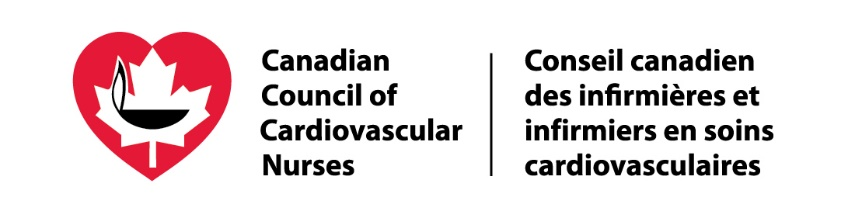 Canadian
Council of
Cardiovascular
Nurses
Conseil canadien
des infirmières et
infirmiers en soins
cardiovasculaires